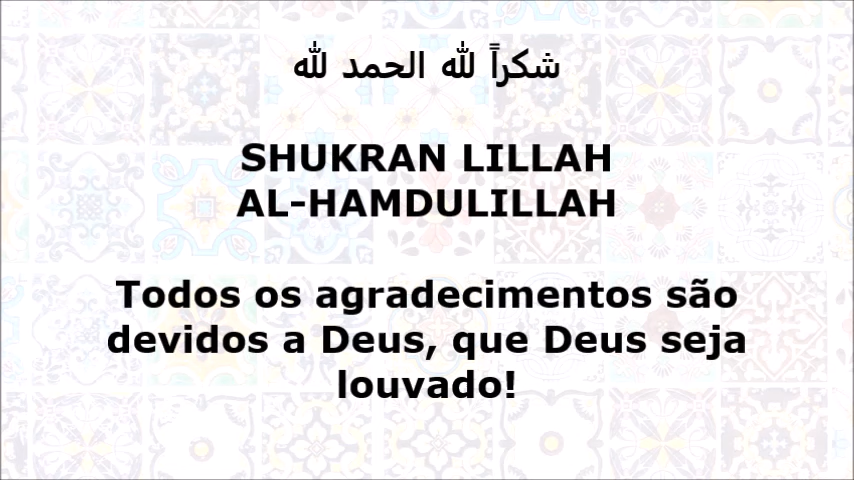 شكراً لله الحمد لله
SHUKRAN LILLAH
AL-HAMDULILLAH
Todos os agradecimentos são
devidos a Deus, que Deus seja
louvado!